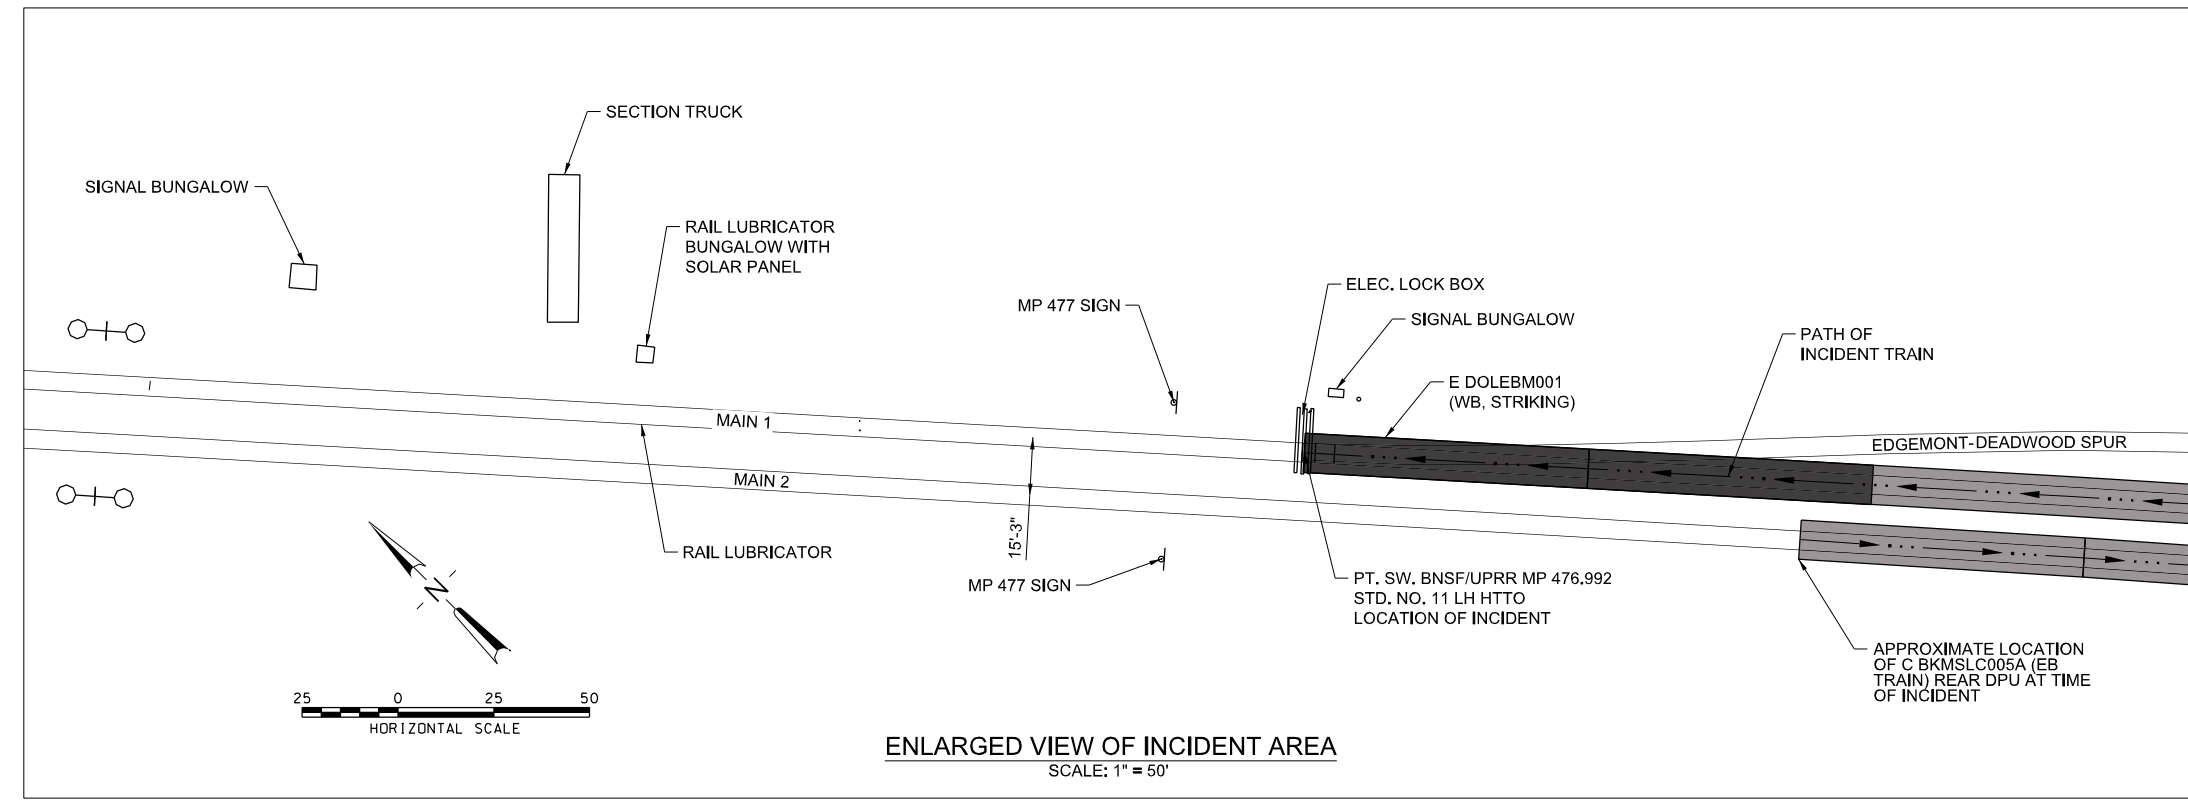 SECTION TRUCK
SIGNAL BUNGALOW
RAIL LUBRICATOR
BUNGALOW WITH
SOLAR PANEL
ELEC. LOCK BOX
MP 477 SIGN
SIGNAL BUNGALOW
PATH OF
INCIDENT TRAIN
E DOLEBM001
(WB, STRIKING)
MAIN 1
EDGEMONT-DEADWOOD SPUR
MAIN 2
15'-3"
RAIL LUBRICATOR
MP 477 SIGN
PT. SW. BNSF/UPRR MP 476.992
STD. NO. 11 LH HTTO
LOCATION OF INCIDENT
N
APPROXIMATE LOCATION
OF C BKMSLC005A (EB
TRAIN) REAR DPU AT TIME
OF INCIDENT
25 0 25 50
HORIZONTAL SCALE
ENLARGED VIEW OF INCIDENT AREA
SCALE: 1" = 50'